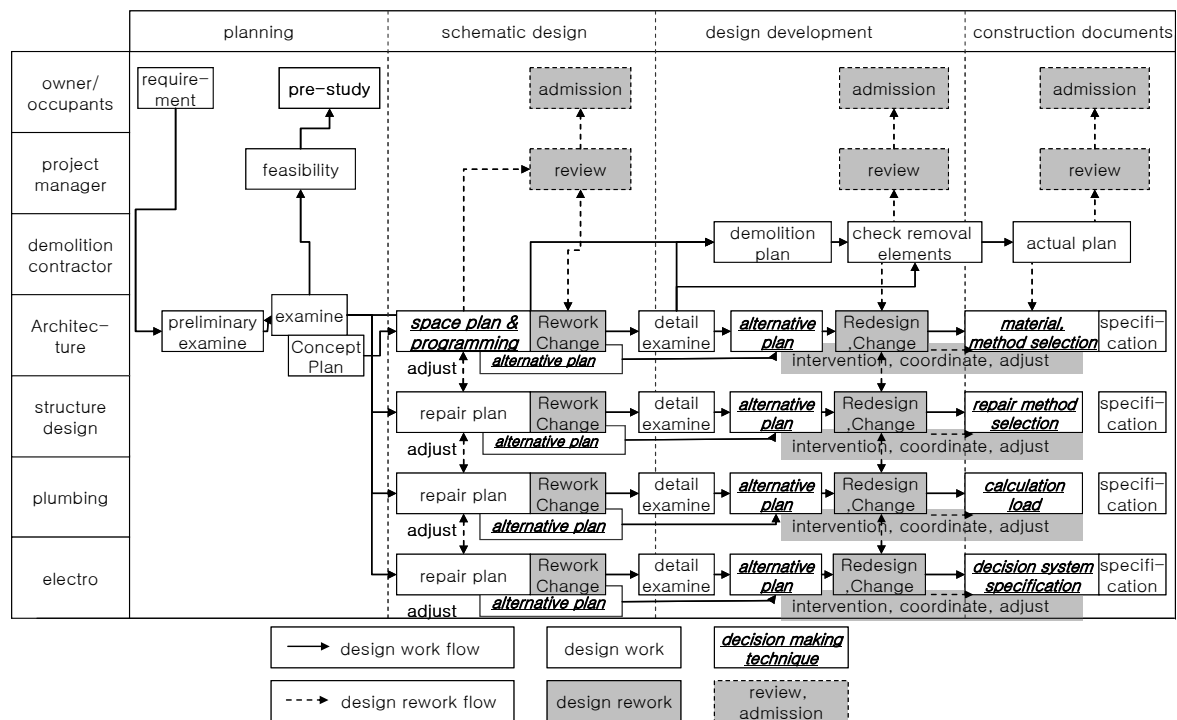 planning
schematic design
design development
construction documents
owner/
occupants
require-
ment
pre-study
admission
admission
admission
project
manager
feasibility
review
review
review
demolition
contractor
demolition
plan
check removal
elements
actual plan
Architec-
ture
preliminary
examine
examine
Concept
Plan
space plan &
programming
Rework
Change
alternative plan
adjust
detail
examine
alternative
plan
Redesign
,Change
intervention, coordinate, adjust
material,
method selection
specifi-
cation
structure
design
repair plan
Rework
Change
alternative plan
adjust
detail
examine
alternative
plan
Redesign
,Change
intervention, coordinate, adjust
repair method
selection
specifi-
cation
plumbing
repair plan
Rework
Change
alternative plan
adjust
detail
examine
alternative
plan
Redesign
,Change
intervention, coordinate, adjust
calculation
load
specifi-
cation
electro
repair plan
Rework
Change
alternative plan
adjust
detail
examine
alternative
plan
Redesign
,Change
intervention, coordinate, adjust
decision system
specification
specifi-
cation
design work flow
design work
decision making
technique
design rework flow
design rework
review,
admission